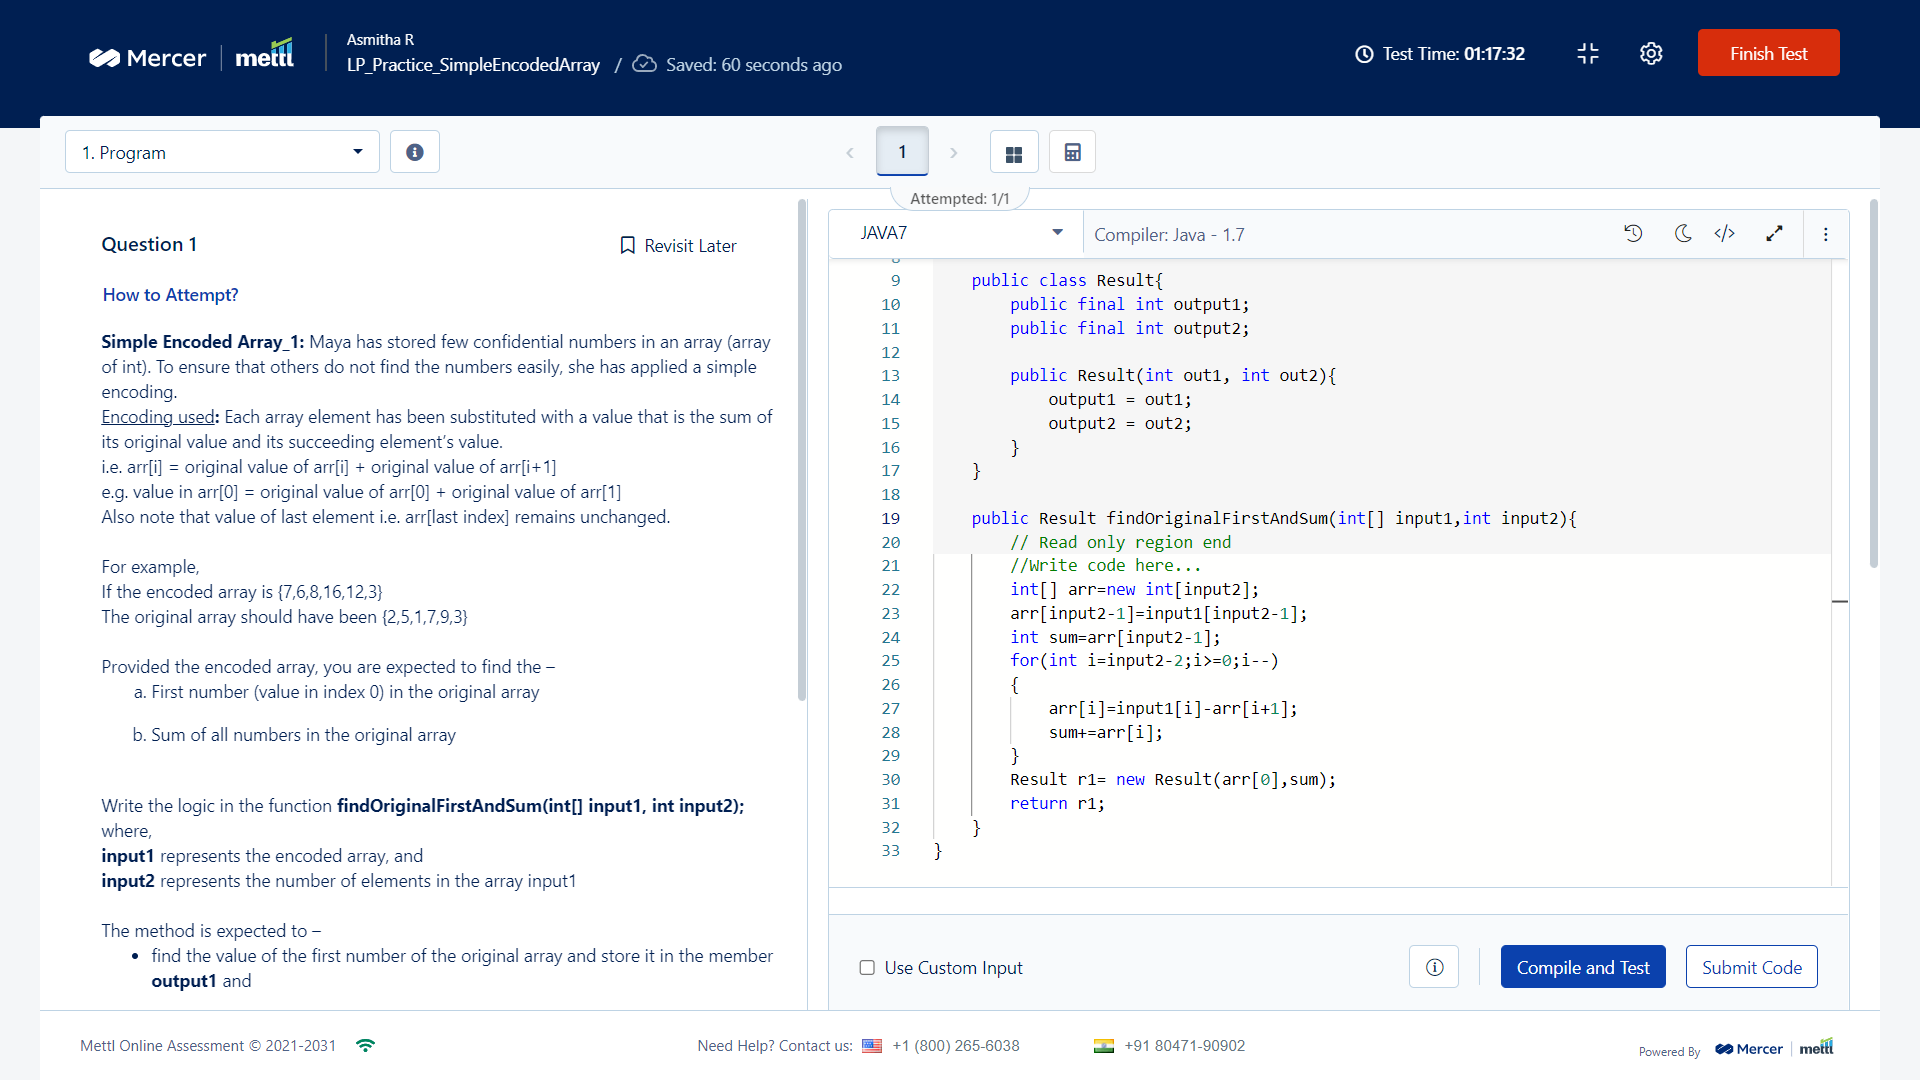 Mercer mettl
Asmitha R
LP_Practice_SimpleEncodedArray / Saved: 60 seconds ago
Test Time: 01:17:32
Finish Test
1. Program
1
Attempted: 1/1
Question 1
Revisit Later
How to Attempt?
Simple Encoded Array_1: Maya has stored few confidential numbers in an array (array
of int). To ensure that others do not find the numbers easily, she has applied a simple
encoding.
Encoding used: Each array element has been substituted with a value that is the sum of
its original value and its succeeding element's value.
i.e. arr[i] = original value of arr[i] + original value of arr[i+1]
e.g. value in arr[0] = original value of arr[0] + original value of arr[1]
Also note that value of last element i.e. arr[last index] remains unchanged.
For example,
If the encoded array is {7,6,8,16,12,3}
The original array should have been {2,5,1,7,9,3}
Provided the encoded array, you are expected to find the –
a. First number (value in index 0) in the original array
b. Sum of all numbers in the original array
Write the logic in the function findOriginalFirstAndSum(int[] input1, int input2);
where,
input1 represents the encoded array, and
input2 represents the number of elements in the array input1
The method is expected to –
• find the value of the first number of the original array and store it in the member
output1 and
JAVA7
Compiler: Java - 1.7
9 public class Result{
10 public final int output1;
11 public final int output2;
12
13 public Result(int out1, int out2){
14 output1 = out1;
15 output2 = out2;
16 }
17 }
18
19 public Result findOriginalFirstAndSum(int[] input1,int input2){
20 // Read only region end
21 //Write code here...
22 int[] arr=new int[input2];
23 arr[input2-1]=input1[input2-1];
24 int sum=arr[input2-1];
25 for(int i=input2-2;i>=0;i--)
26 {
27 arr[i]=input1[i]-arr[i+1];
28 sum+=arr[i];
29 }
30 Result r1= new Result(arr[0],sum);
31 return r1;
32 }
33 }
Use Custom Input
Compile and Test
Submit Code
Mettl Online Assessment © 2021-2031
Need Help? Contact us: +1 (800) 265-6038
+91 80471-90902
Powered By Mercer mettl